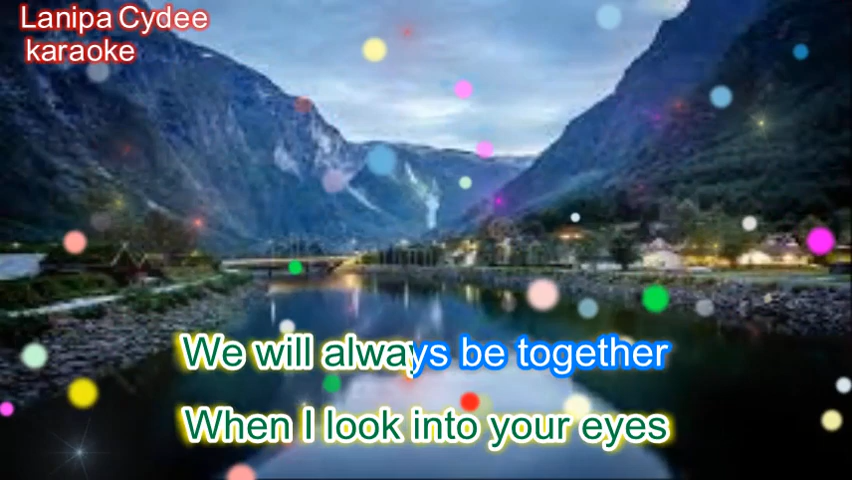 Lanipa Cydee
karaoke
We will always be together
When I look into your eyes